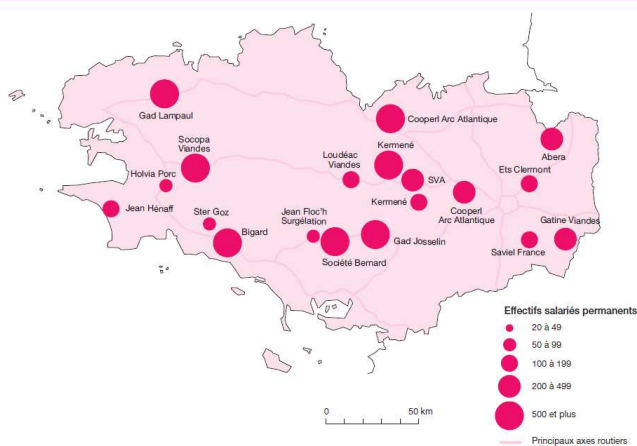 Gad Lampaul
Cooperl Arc Atlantique
Socopa
Viandes
Kermené
Abera
Loudéac
Viandes
Holvia Porc
SVA
Ets Clermont
Jean Hénaff
Ster Goz
Jean Floc'h
Surgélation
Kermené
Cooperl
Arc Atlantique
Gatine Viandes
Bigard
Gad Josselin
Société Bernard
Saviel France
Effectifs salariés permanents
20 à 49
50 à 99
100 à 199
200 à 499
500 et plus
0 50 km
Principaux axes routiers